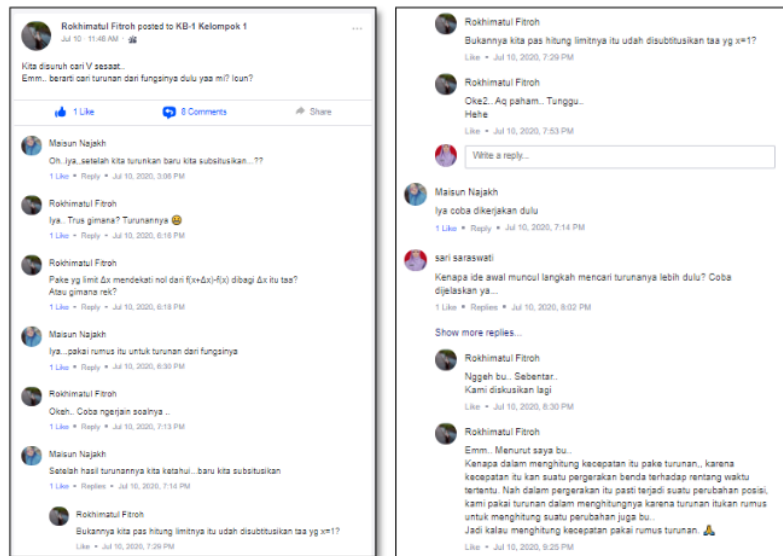 Rokhimatul Fitroh posted to KB-1 Kelompok 1
Jul 10 · 11:46 AM ·
Kita disuruh cari V sesaat..
Emm.. berarti cari turunan dari fungsinya dulu yaa mi? Icun?
1 Like
8 Comments
Share
Maisun Najakh
Oh..iya,,setelah kita turunkan baru kita subsitusikan...??
1 Like • Reply • Jul 10, 2020, 3:06 PM
Rokhimatul Fitroh
Iya.. Trus gimana? Turunannya 😢
1 Like • Reply • Jul 10, 2020, 6:16 PM
Rokhimatul Fitroh
Pake yg limit Δx mendekati nol dari f(x+Δx)-f(x) dibagi Δx itu taa?
Atau gimana rek?
1 Like • Reply • Jul 10, 2020, 6:18 PM
Maisun Najakh
Iya...pakai rumus itu untuk turunan dari fungsinya
1 Like • Reply • Jul 10, 2020, 6:30 PM
Rokhimatul Fitroh
Okeh.. Coba ngerjain soalnya ..
1 Like • Reply • Jul 10, 2020, 7:13 PM
Maisun Najakh
Setelah hasil turunannya kita ketahui...baru kita subsitusikan
1 Like • Replies • Jul 10, 2020, 7:14 PM
Rokhimatul Fitroh
Bukannya kita pas hitung limitnya itu udah disubtitusikan taa yg x=1?
Like • Jul 10, 2020, 7:29 PM
Rokhimatul Fitroh
Bukannya kita pas hitung limitnya itu udah disubtitusikan taa yg x=1?
Like • Jul 10, 2020, 7:29 PM
Rokhimatul Fitroh
Oke2.. Aq paham.. Tunggu..
Hehe
Like • Jul 10, 2020, 7:53 PM
Write a reply...
Maisun Najakh
Iya coba dikerjakan dulu
1 Like • Reply • Jul 10, 2020, 7:14 PM
sari saraswati
Kenapa ide awal muncul langkah mencari turunanya lebih dulu? Coba
dijelaskan ya...
1 Like • Replies • Jul 10, 2020, 8:02 PM
Show more replies...
Rokhimatul Fitroh
Nggeh bu.. Sebentar..
Kami diskusikan lagi
Like • Jul 10, 2020, 8:30 PM
Rokhimatul Fitroh
Emm.. Menurut saya bu..
Kenapa dalam menghitung kecepatan itu pake turunan,, karena
kecepatan itu kan suatu pergerakan benda terhadap rentang waktu
tertentu. Nah dalam pergerakan itu pasti terjadi suatu perubahan posisi,
kami pakai turunan dalam menghitungnya karena turunan itukan rumus
untuk menghitung suatu perubahan juga bu..
Jadi kalau menghitung kecepatan pakai rumus turunan. 🙏
Like • Jul 10, 2020, 9:25 PM